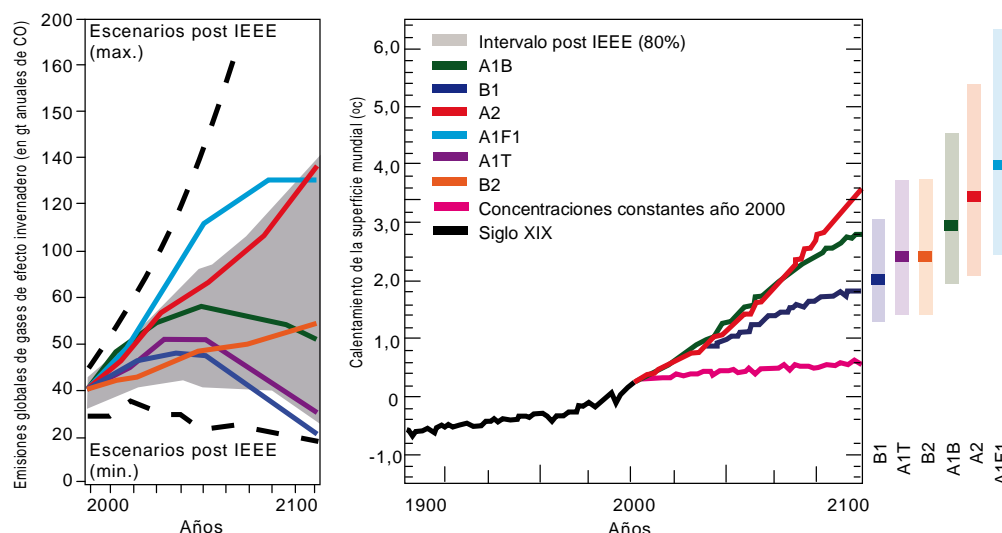 Emisiones globales de gases de efecto invernadero (en gt anuales de CO)
200
160
160
140
120
100
60
50
40
20
0
Escenarios post IEEE
(max.)
Escenarios post IEEE
(min.)
2000
2100
Años
Calentamiento de la superficie mundial (oc)
6,0
5,0
4,0
3,0
2,0
1,0
0
-1,0
Intervalo post IEEE (80%)
A1B
B1
A2
A1F1
A1T
B2
Concentraciones constantes año 2000
Siglo XIX
1900
2000
2100
Años
B1
A1T
B2
A1B
A2
A1F1